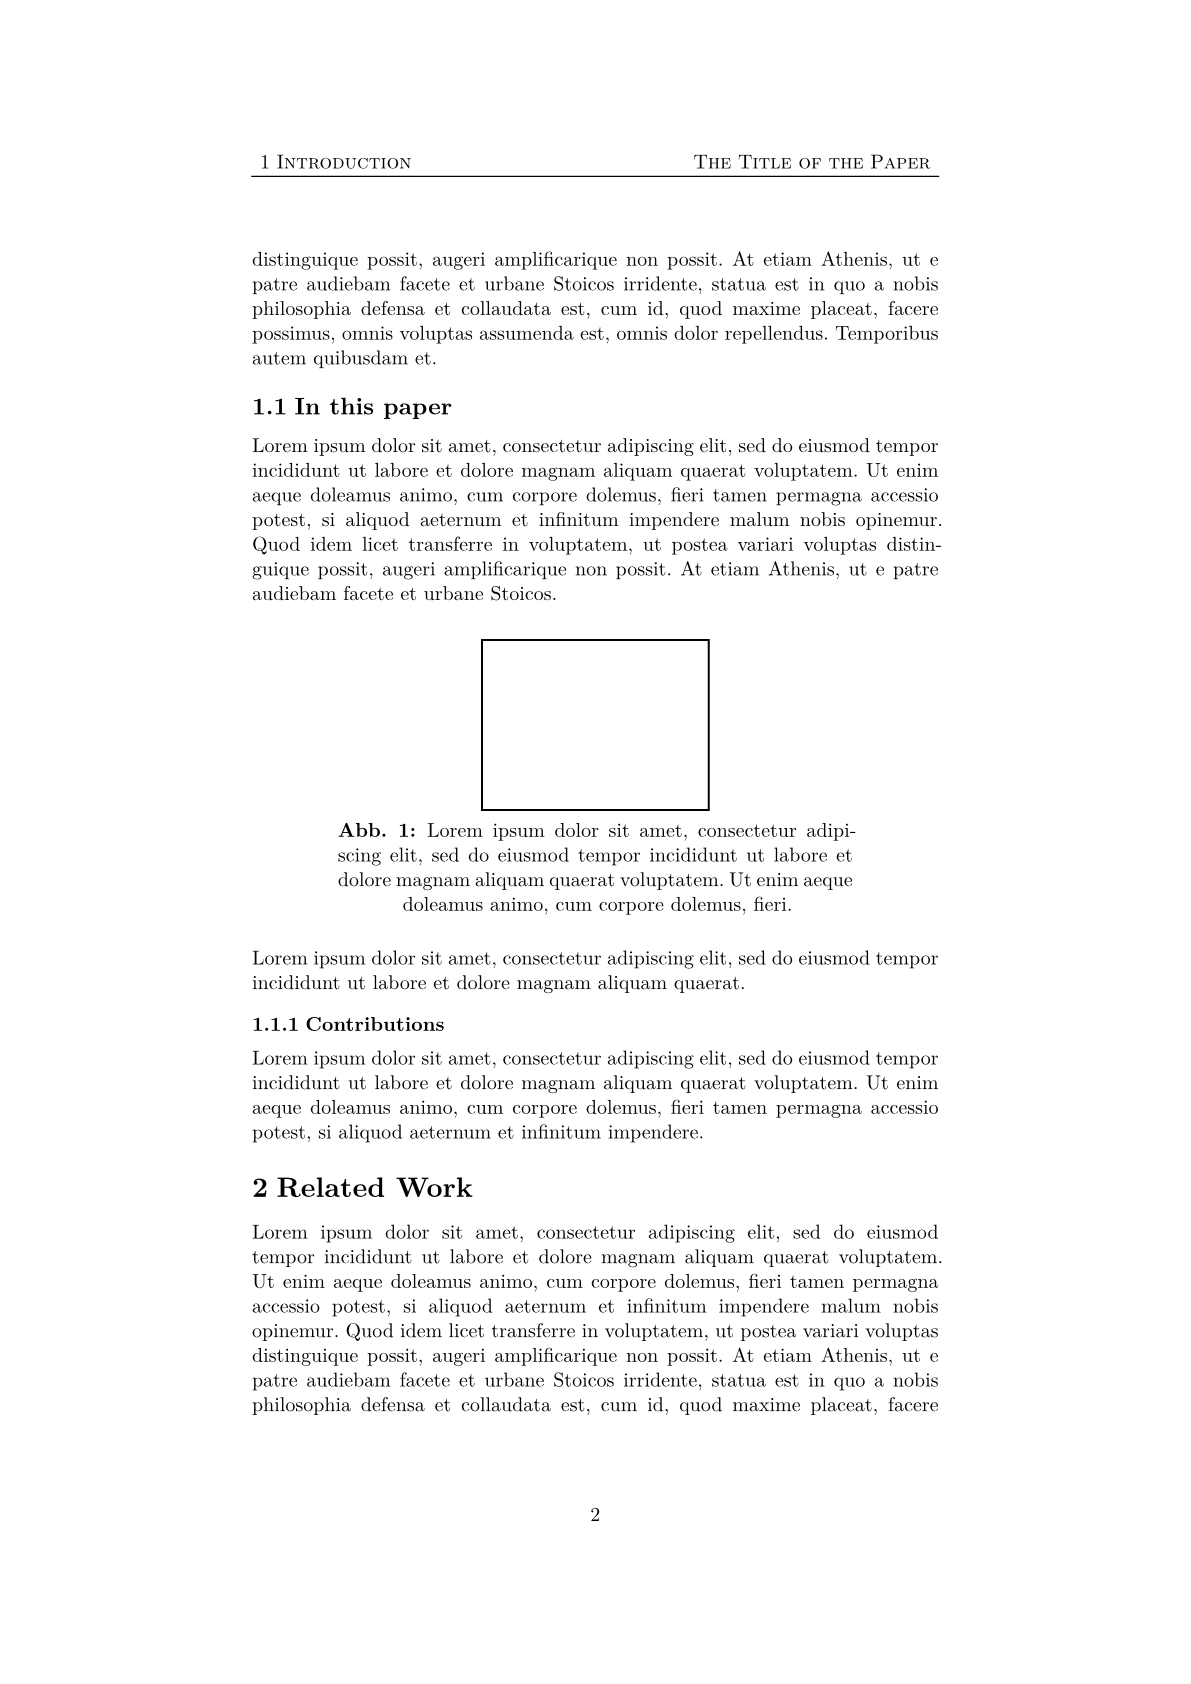 1 Introduction
The Title of the Paper
distinguique possit, augeri amplificarique non possit. At etiam Athenis, ut e
patre audiebam facete et urbane Stoicos irridente, statua est in quo a nobis
philosophia defensa et collaudata est, cum id, quod maxime placeat, facere
possimus, omnis voluptas assumenda est, omnis dolor repellendus. Temporibus
autem quibusdam et.
1.1 In this paper
Lorem ipsum dolor sit amet, consectetur adipiscing elit, sed do eiusmod tempor
incididunt ut labore et dolore magnam aliquam quaerat voluptatem. Ut enim
aeque doleamus animo, cum corpore dolemus, fieri tamen permagna accessio
potest, si aliquod aeternum et infinitum impendere malum nobis opinemur.
Quod idem licet transferre in voluptatem, ut postea variari voluptas distin-
guique possit, augeri amplificarique non possit. At etiam Athenis, ut e patre
audiebam facete et urbane Stoicos.
Abb. 1: Lorem ipsum dolor sit amet, consectetur adipi-
scing elit, sed do eiusmod tempor incididunt ut labore et
dolore magnam aliquam quaerat voluptatem. Ut enim aeque
doleamus animo, cum corpore dolemus, fieri.
Lorem ipsum dolor sit amet, consectetur adipiscing elit, sed do eiusmod tempor
incididunt ut labore et dolore magnam aliquam quaerat.
1.1.1 Contributions
Lorem ipsum dolor sit amet, consectetur adipiscing elit, sed do eiusmod tempor
incididunt ut labore et dolore magnam aliquam quaerat voluptatem. Ut enim
aeque doleamus animo, cum corpore dolemus, fieri tamen permagna accessio
potest, si aliquod aeternum et infinitum impendere.
2 Related Work
Lorem ipsum dolor sit amet, consectetur adipiscing elit, sed do eiusmod
tempor incididunt ut labore et dolore magnam aliquam quaerat voluptatem.
Ut enim aeque doleamus animo, cum corpore dolemus, fieri tamen permagna
accessio potest, si aliquod aeternum et infinitum impendere malum nobis
opinemur. Quod idem licet transferre in voluptatem, ut postea variari voluptas
distinguique possit, augeri amplificarique non possit. At etiam Athenis, ut e
patre audiebam facete et urbane Stoicos irridente, statua est in quo a nobis
philosophia defensa et collaudata est, cum id, quod maxime placeat, facere
2